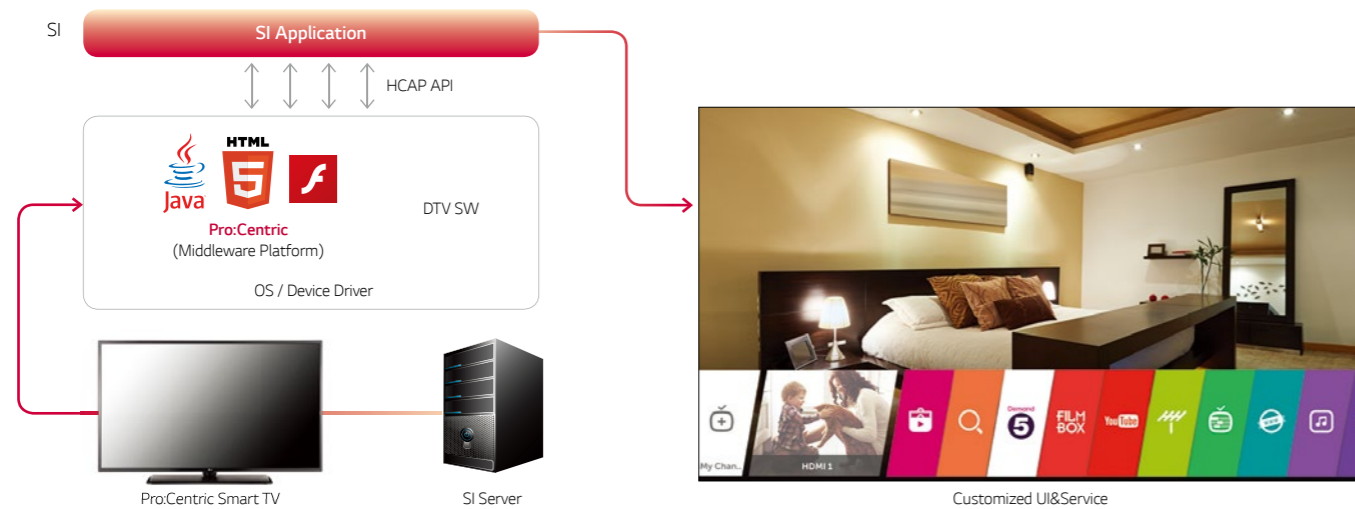 SI
SI Application
HCAP API
HTML
5
Java
Pro:Centric
(Middleware Platform)
DTV SW
OS / Device Driver
Pro:Centric Smart TV
SI Server
My Chan..
HDMI 1
Demand
5
FILM
BOX
YouTube
Customized UI&Service